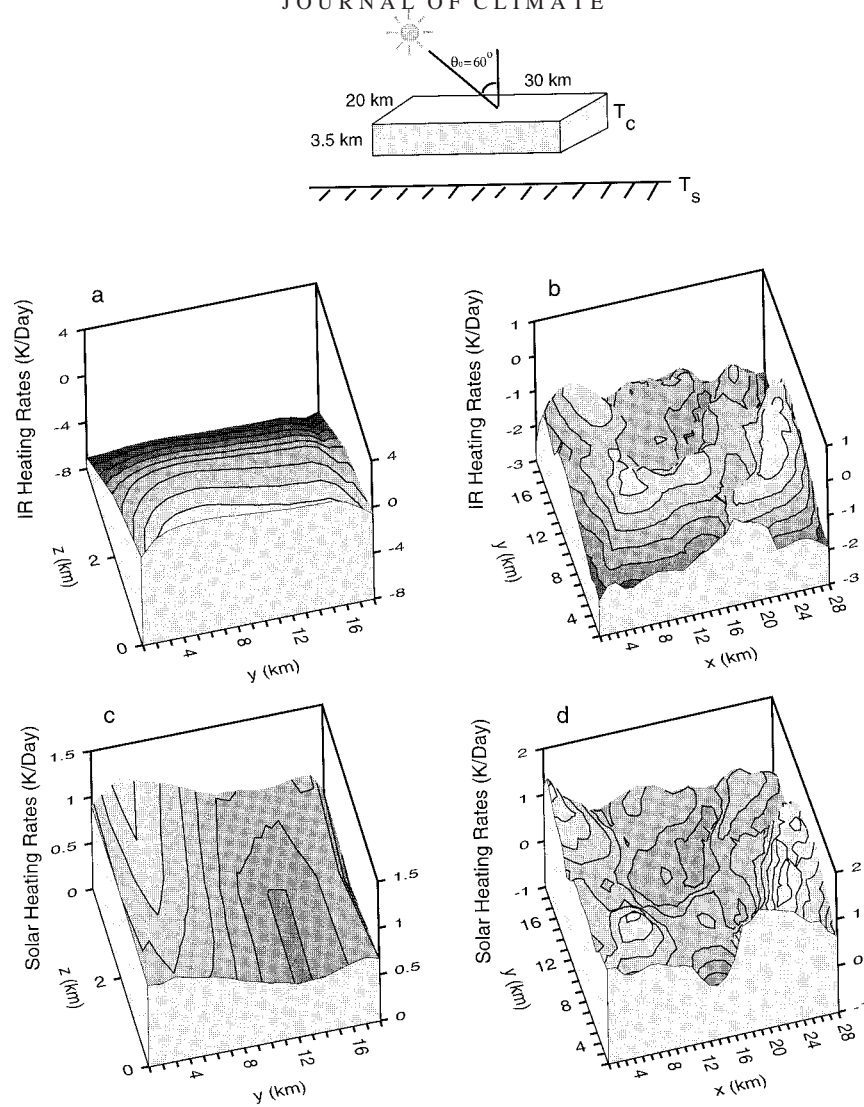 JOURNAL OF CLIMATE
θ₀=60°
20 km
30 km
3.5 km
T_c
T_s
a
IR Heating Rates (K/Day)
4
0
-4
-8
4
0
-4
-8
z (km)
2
0
4
8
12
16
y (km)
b
IR Heating Rates (K/Day)
1
0
-1
-2
-3
1
0
-1
-2
-3
16
12
8
4
y (km)
4
8
12
16
20
24
28
x (km)
c
Solar Heating Rates (K/Day)
1.5
1
0.5
0
1.5
1
0.5
0
z (km)
2
0
4
8
12
16
y (km)
d
Solar Heating Rates (K/Day)
2
1
0
-1
2
1
0
16
12
8
4
y (km)
4
8
12
16
20
24
28
x (km)